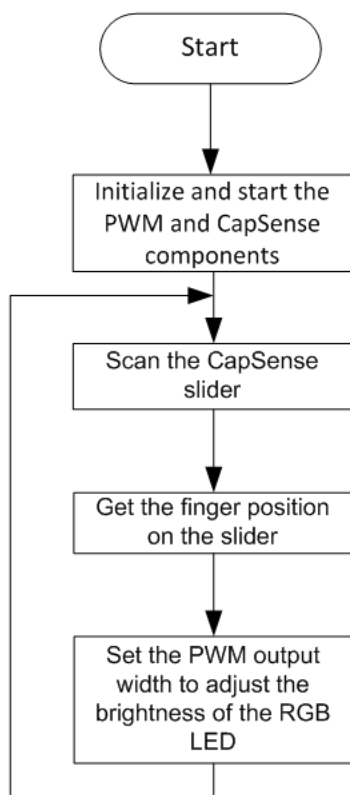 Start
Initialize and start the
PWM and CapSense
components
Scan the CapSense
slider
Get the finger position
on the slider
Set the PWM output
width to adjust the
brightness of the RGB
LED